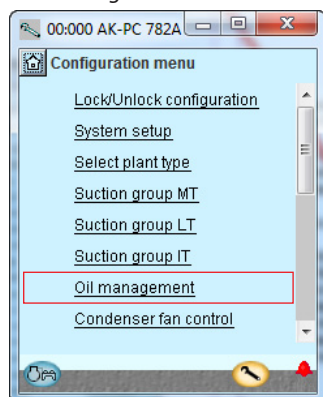 00:000 AK-PC 782A
Configuration menu
Lock/Unlock configuration
System setup
Select plant type
Suction group MT
Suction group LT
Suction group IT
Oil management
Condenser fan control